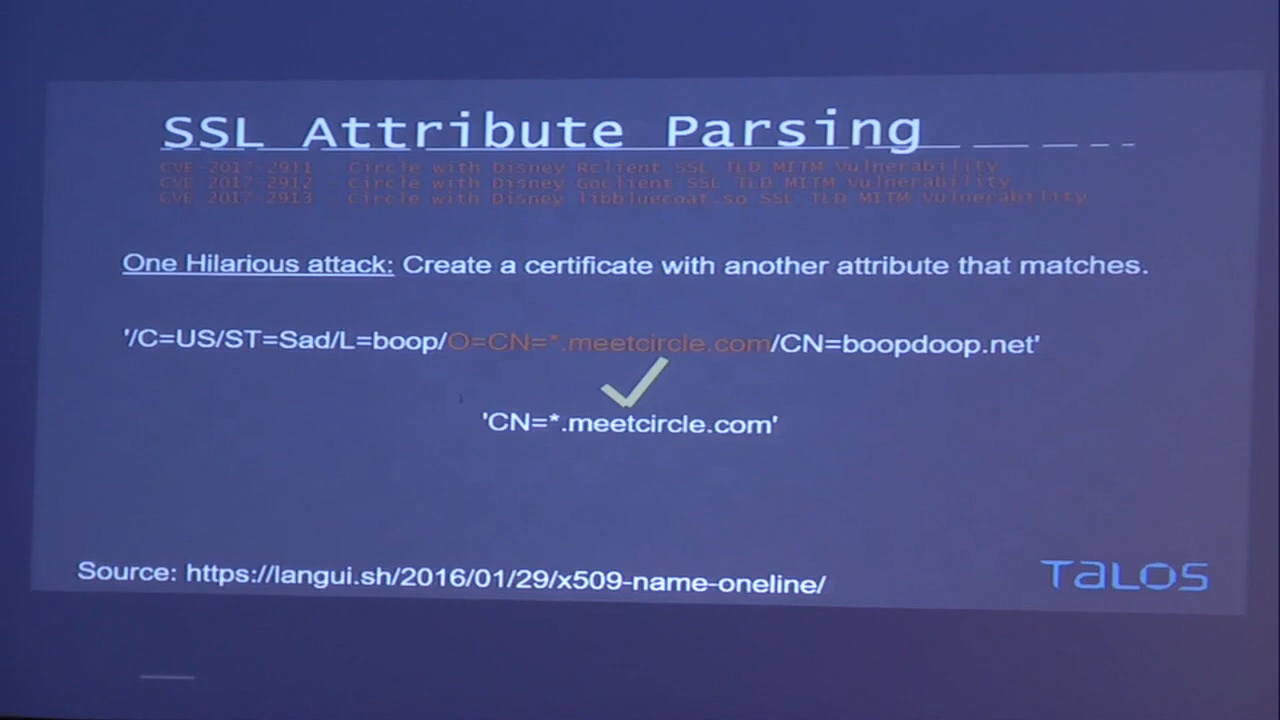 SSL Attribute Parsing
CVE-2017-2911 - Circle with Disney Rclient SSL TLD MITM Vulnerability
CVE-2017-2912 - Circle with Disney Goclient SSL TLD MITM Vulnerability
CVE-2017-2913 - Circle with Disney libbluecoat.so SSL TLD MITM Vulnerability
One Hilarious attack: Create a certificate with another attribute that matches.
'/C=US/ST=Sad/L=boop/O=CN=*.meetcircle.com/CN=boopdoop.net'
'CN=*.meetcircle.com'
Source: https://langui.sh/2016/01/29/x509-name-oneline/
TALOS